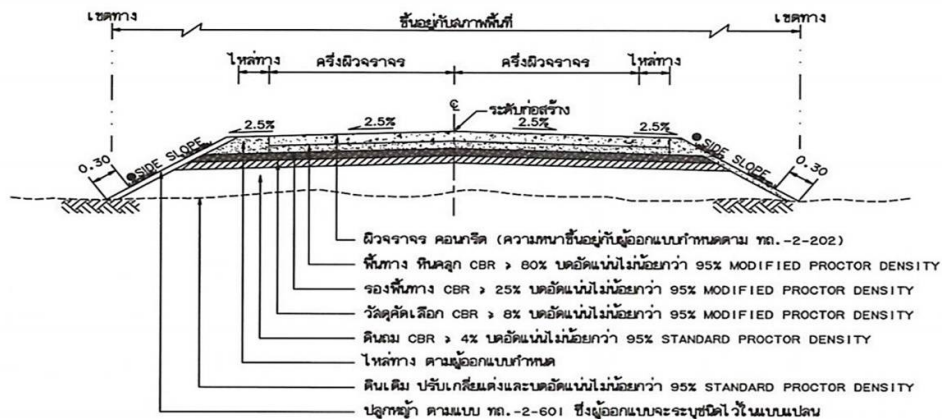 เขตทาง
ขึ้นอยู่กับสภาพพื้นที่
เขตทาง
ไหล่ทาง
ครึ่งผิวจราจร
ครึ่งผิวจราจร
ไหล่ทาง
℄
ระดับก่อสร้าง
2.5%
2.5%
2.5%
2.5%
0.30
SIDE SLOPE
SIDE SLOPE
0.30
ผิวจราจร คอนกรีต (ความหนาขึ้นอยู่กับผู้ออกแบบกำหนดตาม ทถ.-2-202)
พื้นทาง หินคลุก CBR > 80% บดอัดแน่นไม่น้อยกว่า 95% MODIFIED PROCTOR DENSITY
รองพื้นทาง CBR > 25% บดอัดแน่นไม่น้อยกว่า 95% MODIFIED PROCTOR DENSITY
วัสดุคัดเลือก CBR > 8% บดอัดแน่นไม่น้อยกว่า 95% MODIFIED PROCTOR DENSITY
ดินถม CBR > 4% บดอัดแน่นไม่น้อยกว่า 95% STANDARD PROCTOR DENSITY
ไหล่ทาง ตามผู้ออกแบบกำหนด
ดินเดิม ปรับเกลี่ยแต่งและบดอัดแน่นไม่น้อยกว่า 95% STANDARD PROCTOR DENSITY
ปลูกหญ้า ตามแบบ ทถ.-2-601 ซึ่งผู้ออกแบบจะระบุชนิดไว้ในแบบแปลน